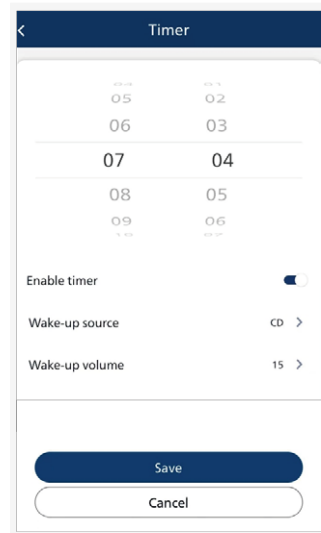 Timer
05 02
06 03
07 04
08 05
09 06
Enable timer
Wake-up source CD
Wake-up volume 15
Save
Cancel